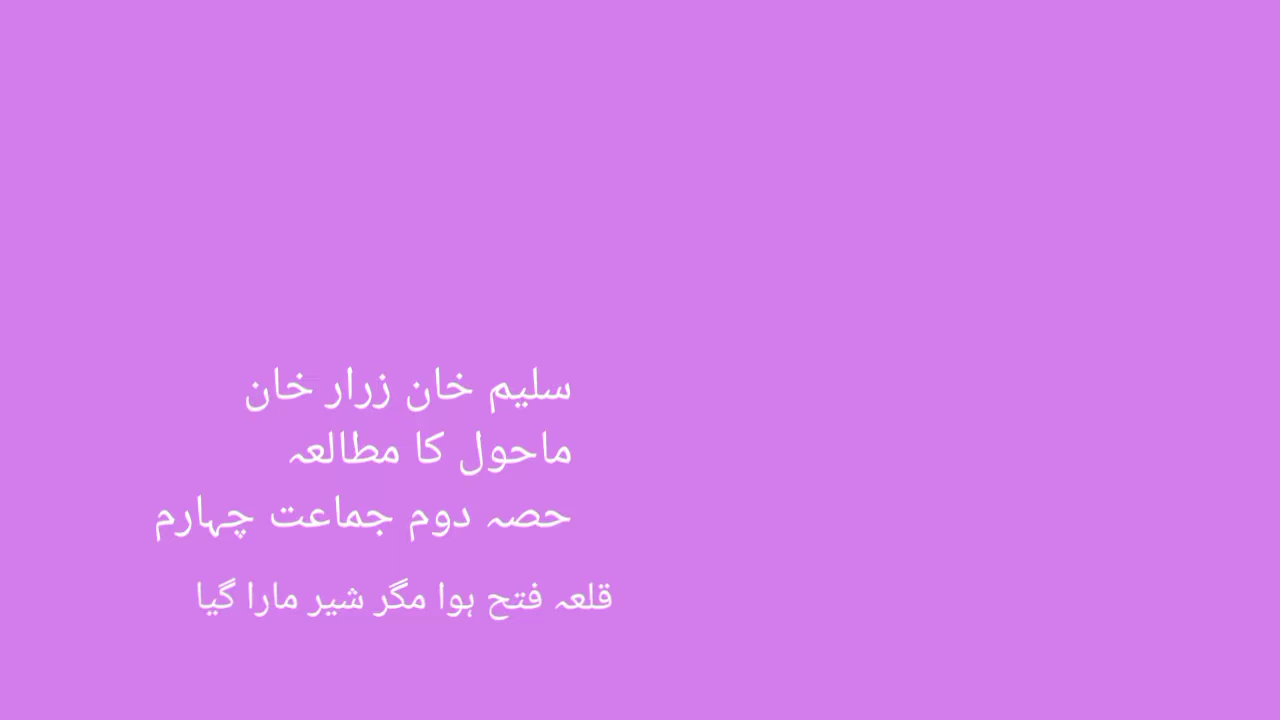 سلیم خان زرار خان
ماحول کا مطالعہ
حصہ دوم جماعت چہارم
قلعہ فتح ہوا مگر شیر مارا گیا